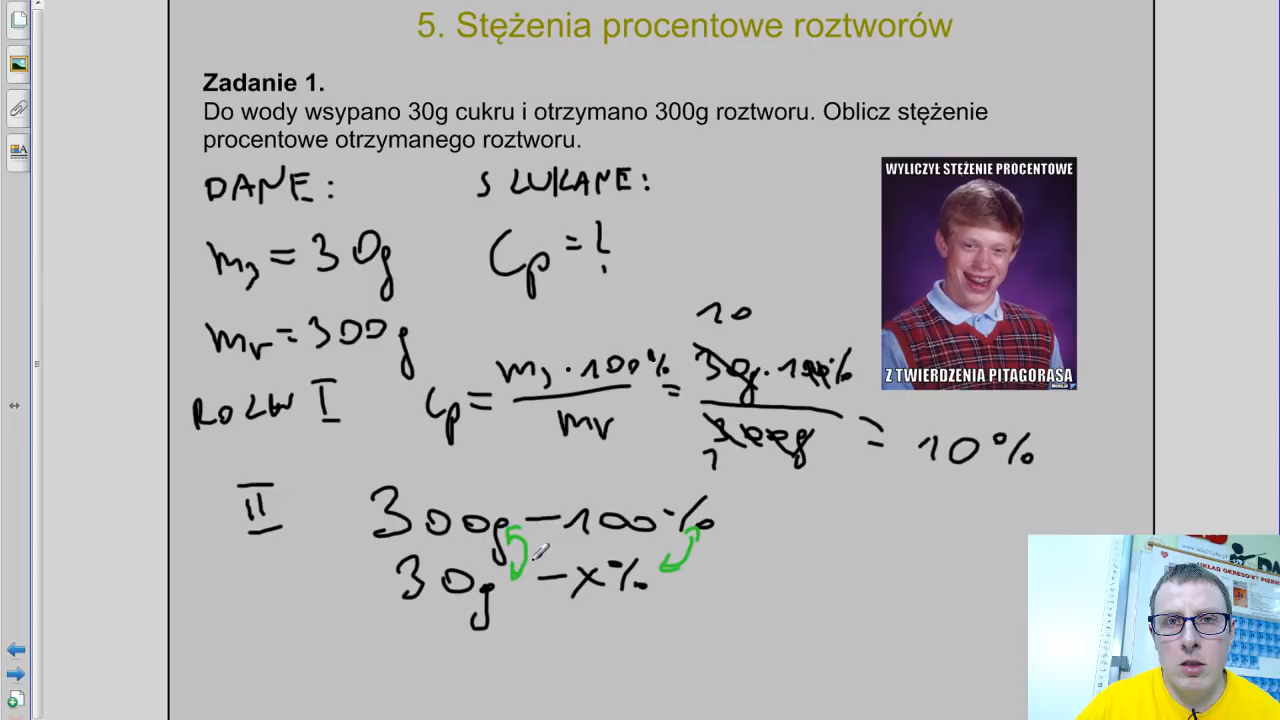 5. Stężenia procentowe roztworów
Zadanie 1.
Do wody wsypano 30g cukru i otrzymano 300g roztworu. Oblicz stężenie
procentowe otrzymanego roztworu.
DANE: SZUKANE:
ms = 30g Cp = ?
mr = 300g
ROZW I Cp = ms · 100% / mr = 30g · 100% / 300g = 10%
10
1
II 300g – 100%
30g – x%
WYLICZYŁ STĘŻENIE PROCENTOWE
Z TWIERDZENIA PITAGORASA